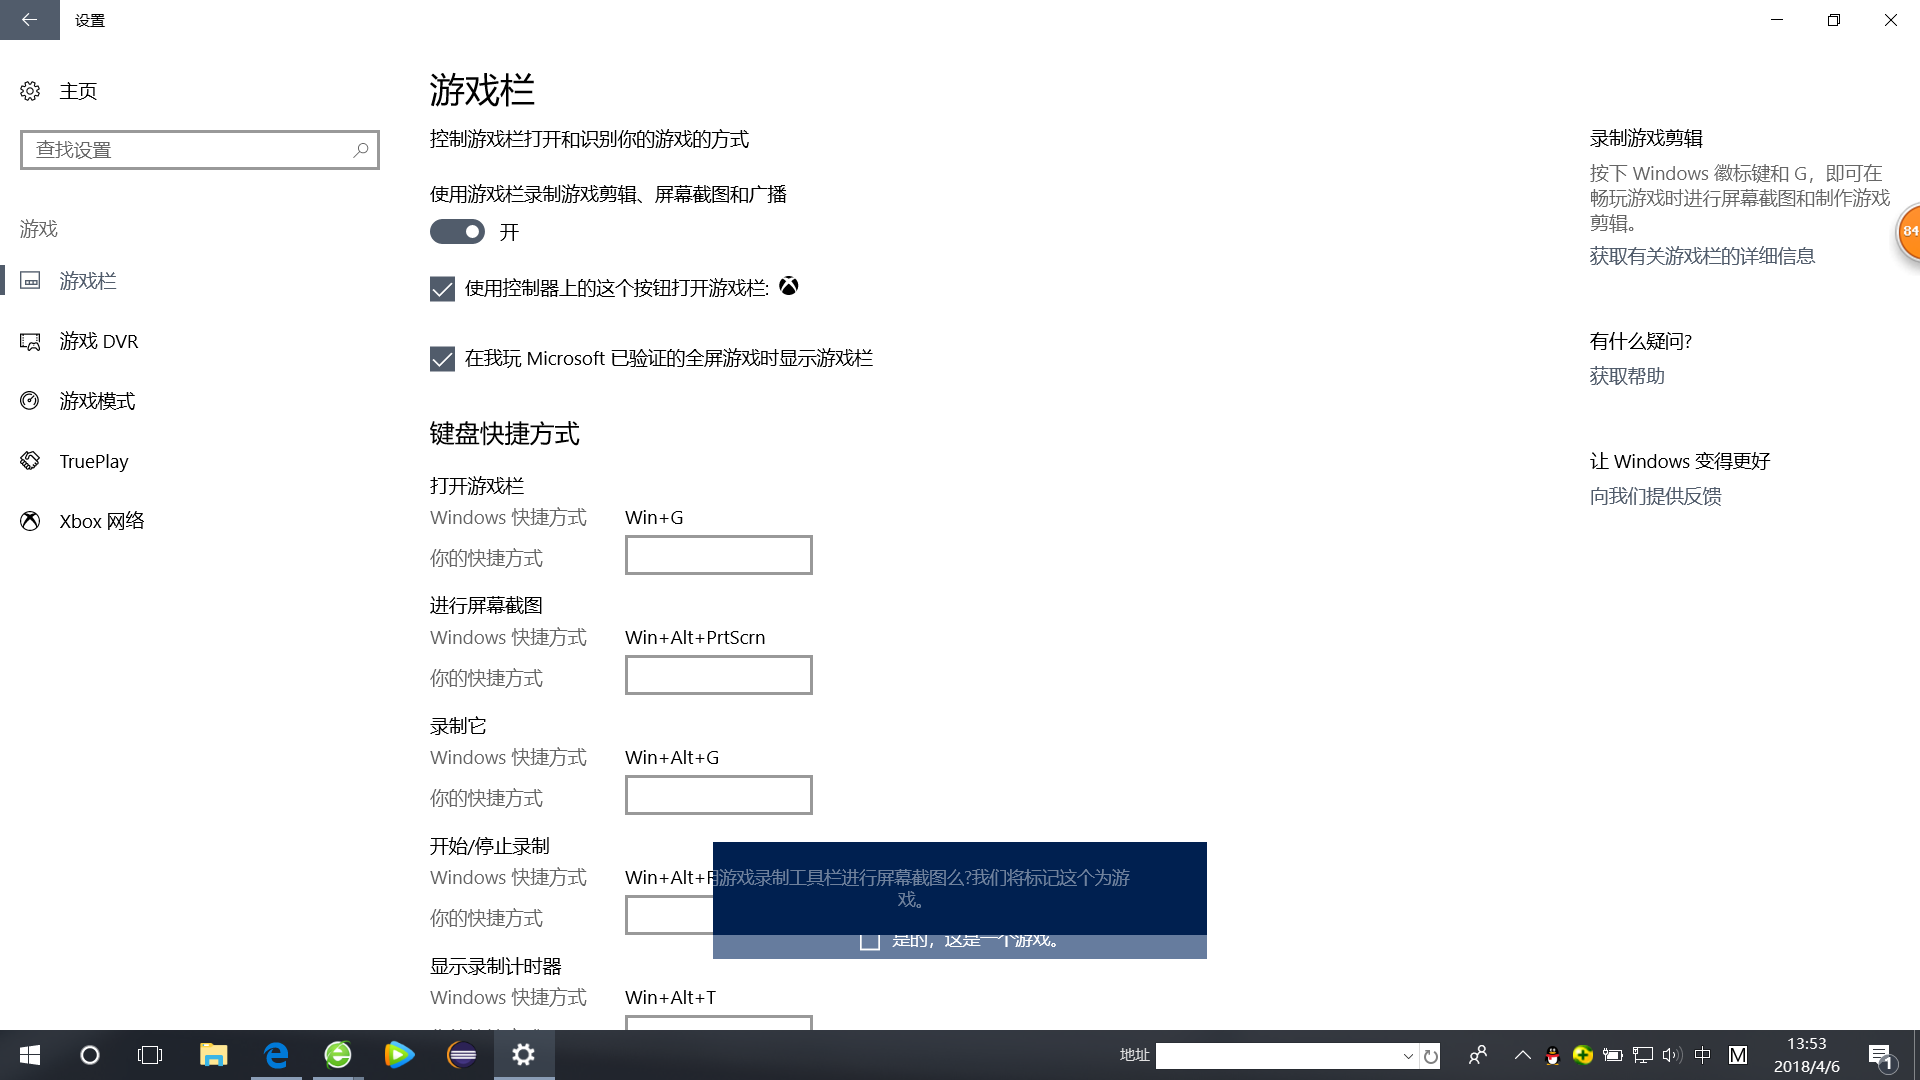 设置
主页
查找设置
游戏
游戏栏
游戏 DVR
游戏模式
TruePlay
Xbox 网络
游戏栏
控制游戏栏打开和识别你的游戏的方式
使用游戏栏录制游戏剪辑、屏幕截图和广播
开
使用控制器上的这个按钮打开游戏栏:
在我玩 Microsoft 已验证的全屏游戏时显示游戏栏
键盘快捷方式
打开游戏栏
Windows 快捷方式 Win+G
你的快捷方式
进行屏幕截图
Windows 快捷方式 Win+Alt+PrtScrn
你的快捷方式
录制它
Windows 快捷方式 Win+Alt+G
你的快捷方式
开始/停止录制
Windows 快捷方式 Win+Alt+
你的快捷方式
游戏录制工具栏进行屏幕截图么?我们将标记这个为游
戏。
是的，这是一个游戏。
显示录制计时器
Windows 快捷方式 Win+Alt+T
录制游戏剪辑
按下 Windows 徽标键和 G，即可在
畅玩游戏时进行屏幕截图和制作游戏
剪辑。
获取有关游戏栏的详细信息
有什么疑问?
获取帮助
让 Windows 变得更好
向我们提供反馈
84
地址
中
M
13:53
2018/4/6
1